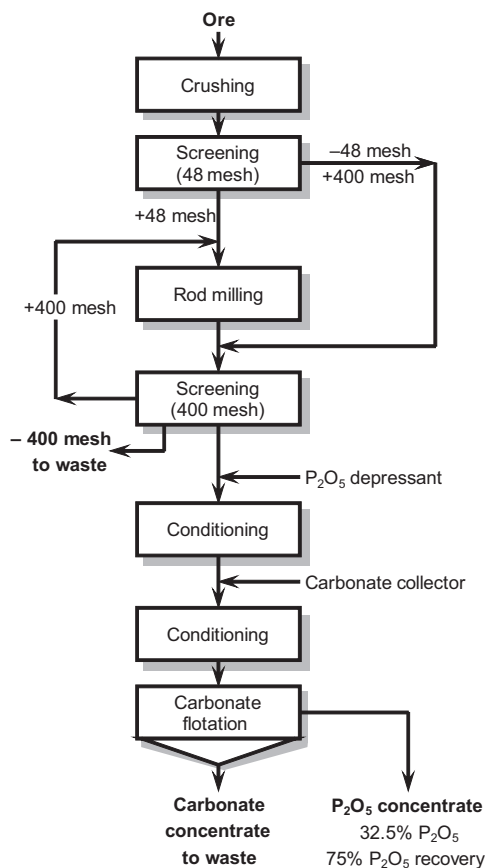 Ore
Crushing
Screening
(48 mesh)
–48 mesh
+400 mesh
+48 mesh
+400 mesh
Rod milling
Screening
(400 mesh)
– 400 mesh
to waste
P₂O₅ depressant
Conditioning
Carbonate collector
Conditioning
Carbonate
flotation
Carbonate
concentrate
to waste
P₂O₅ concentrate
32.5% P₂O₅
75% P₂O₅ recovery